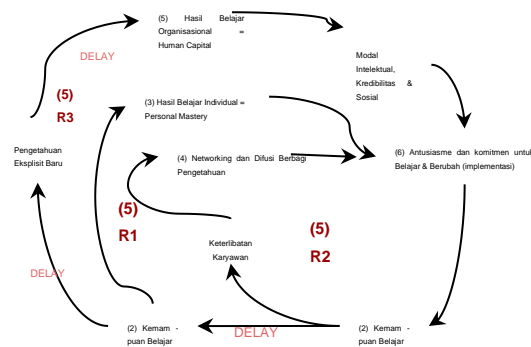 (5) Hasil Belajar
Organisasional =
Human Capital
DELAY
Modal
Intelektual,
Kredibilitas &
Sosial
(5)
R3
(3) Hasil Belajar Individual =
Personal Mastery
Pengetahuan
Eksplisit Baru
(4) Networking dan Difusi Berbagi
Pengetahuan
(6) Antusiasme dan komitmen untuk
Belajar & Berubah (implementasi)
(5)
R1
(5)
R2
Keterlibatan
Karyawan
DELAY
(2) Kemam -
puan Belajar
DELAY
(2) Kemam -
puan Belajar